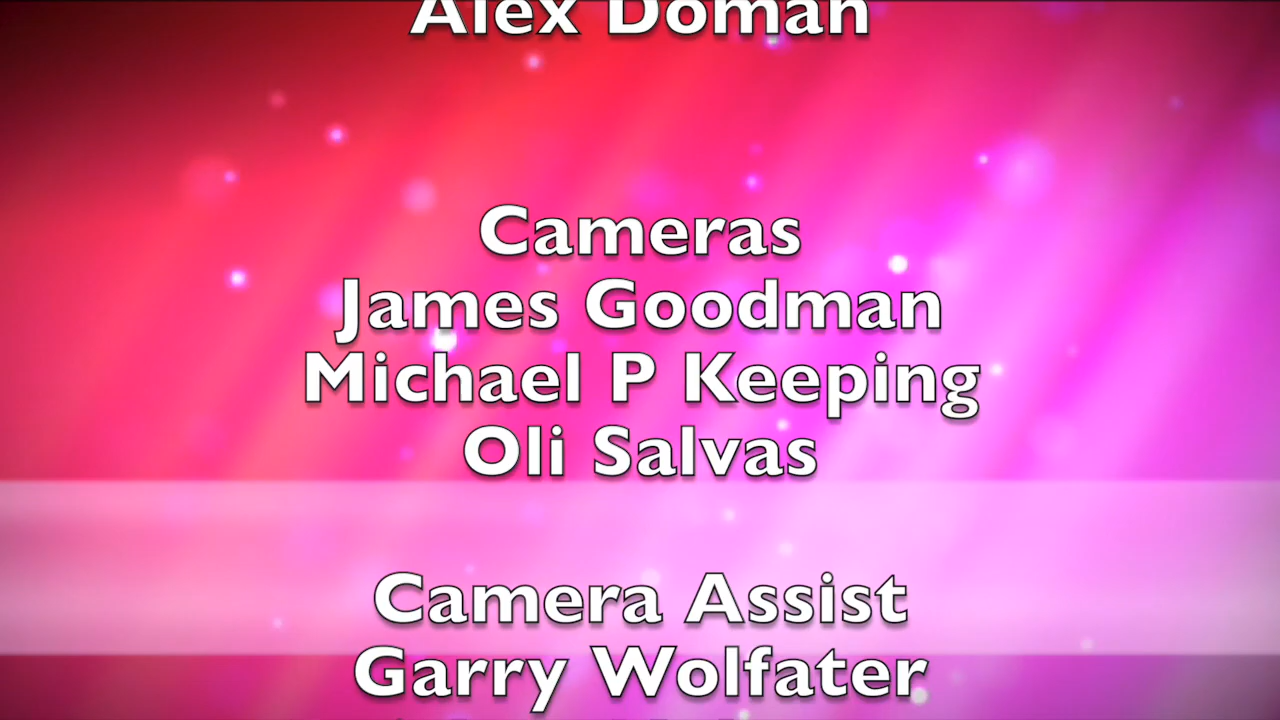 Alex Doman
Cameras
James Goodman
Michael P Keeping
Oli Salvas
Camera Assist
Garry Wolfater